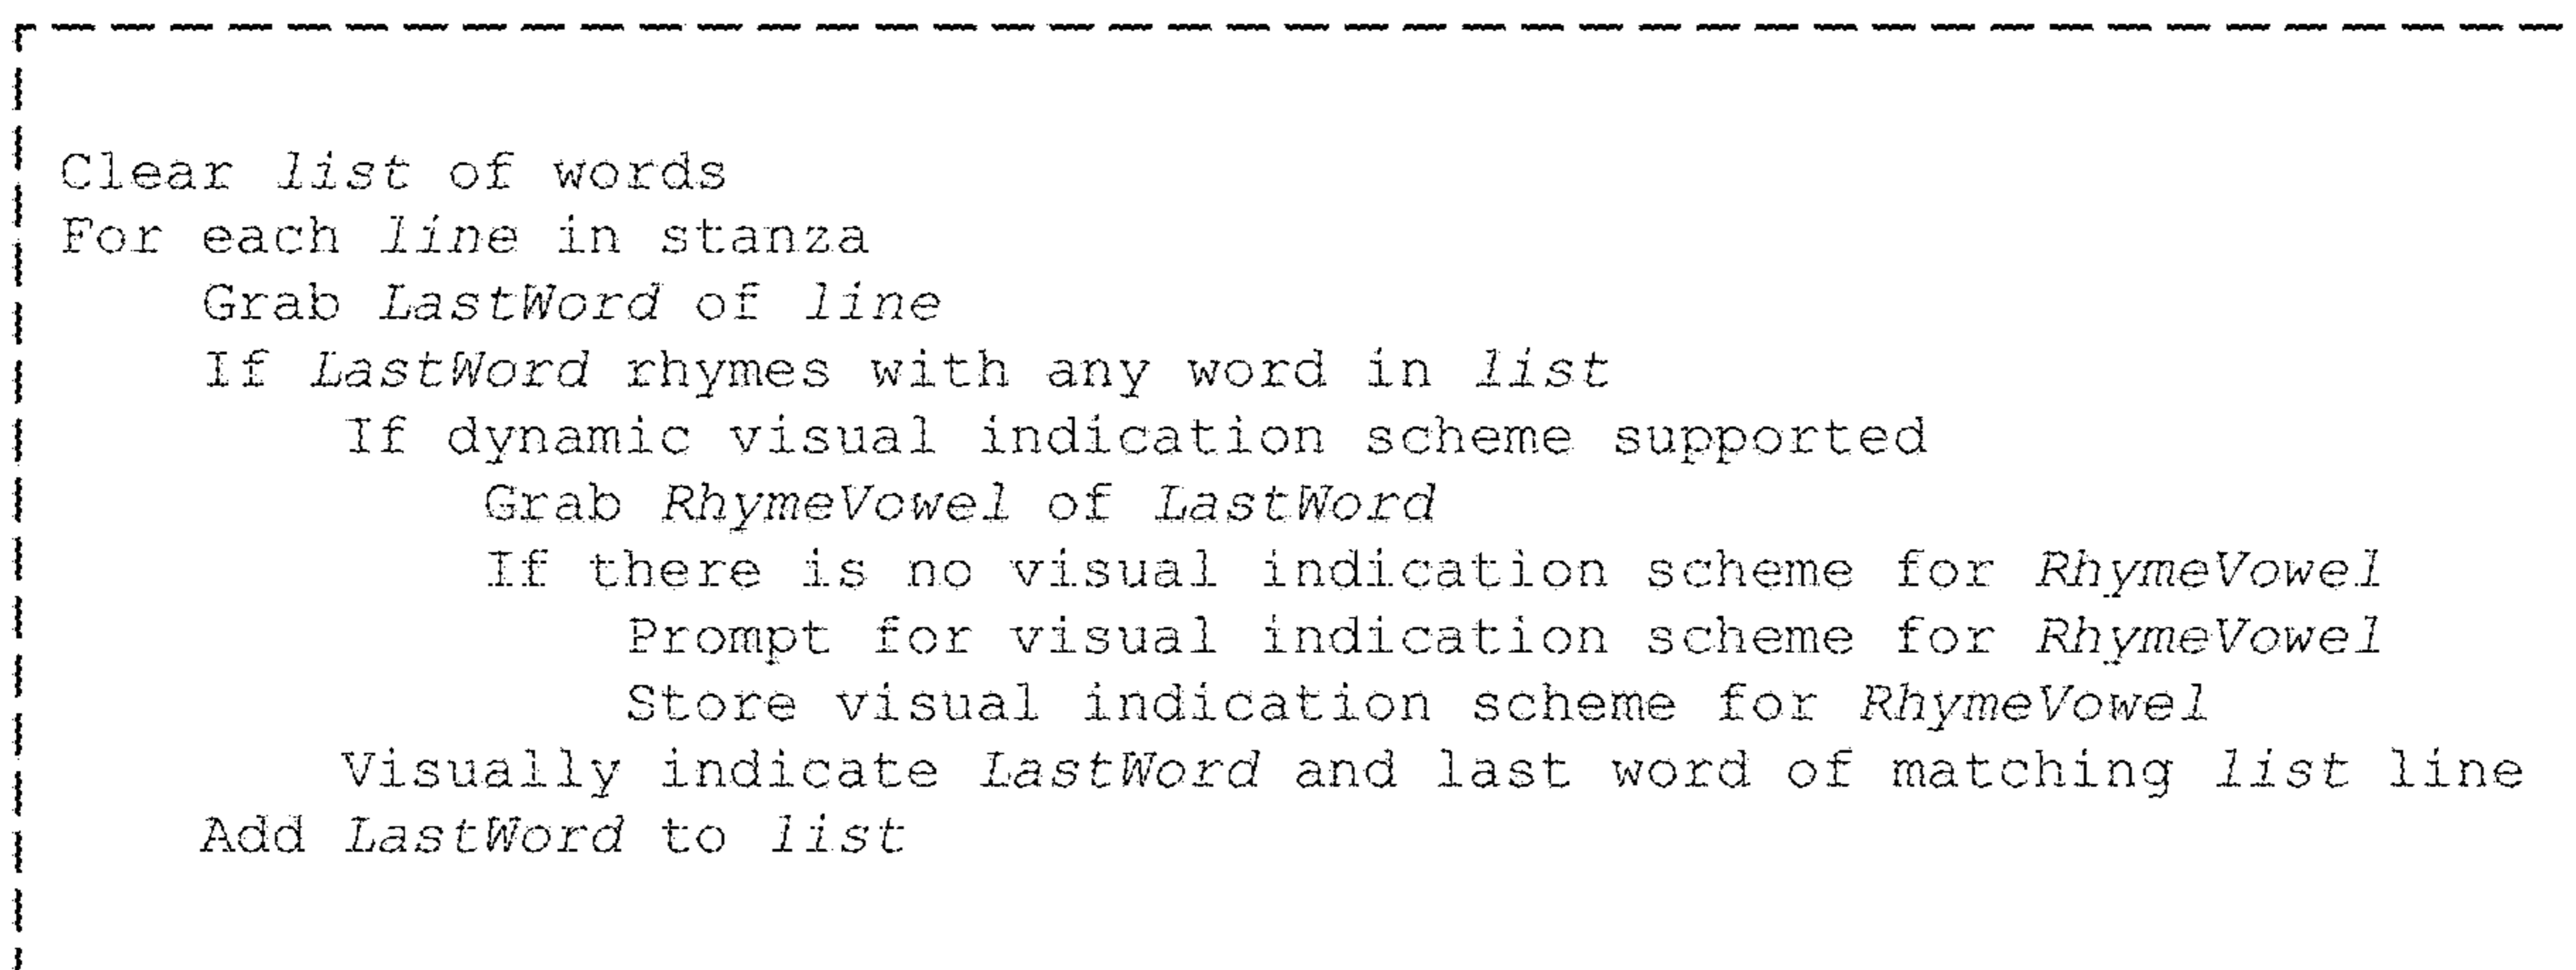 Clear list of words
For each line in stanza
Grab LastWord of line
If LastWord rhymes with any word in list
If dynamic visual indication scheme supported
Grab RhymeVowel of LastWord
If there is no visual indication scheme for RhymeVowel
Prompt for visual indication scheme for RhymeVowel
Store visual indication scheme for RhymeVowel
Visually indicate LastWord and last word of matching list line
Add LastWord to list